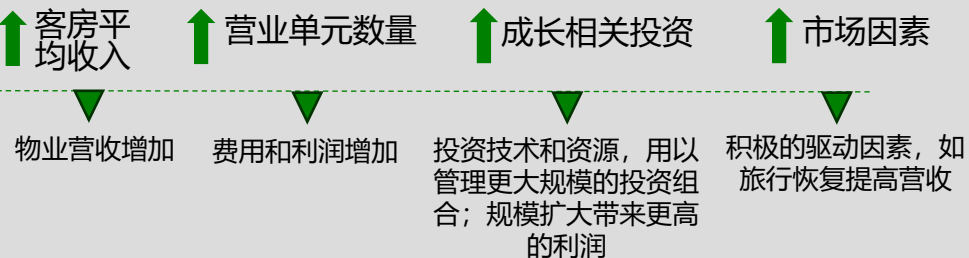 客房平
均收入
营业单元数量
成长相关投资
市场因素
物业营收增加
费用和利润增加
投资技术和资源，用以
管理更大规模的投资组
合；规模扩大带来更高
的利润
积极的驱动因素，如
旅行恢复提高营收